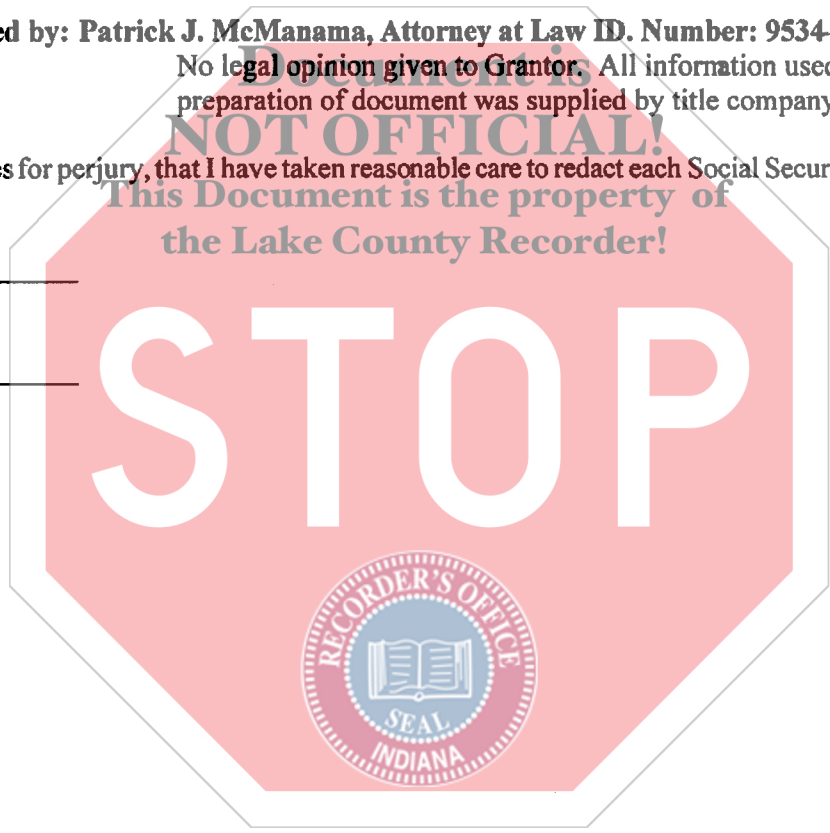 ed by: Patrick J. McManama, Attorney at Law ID. Number: 9534-
Document is
No legal opinion given to Grantor. All information used
preparation of document was supplied by title company
NOT OFFICIAL!
es for perjury, that I have taken reasonable care to redact each Social Secur
This Document is the property of
the Lake County Recorder!
STOP
RECORDER'S OFFICE
SEAL
INDIANA